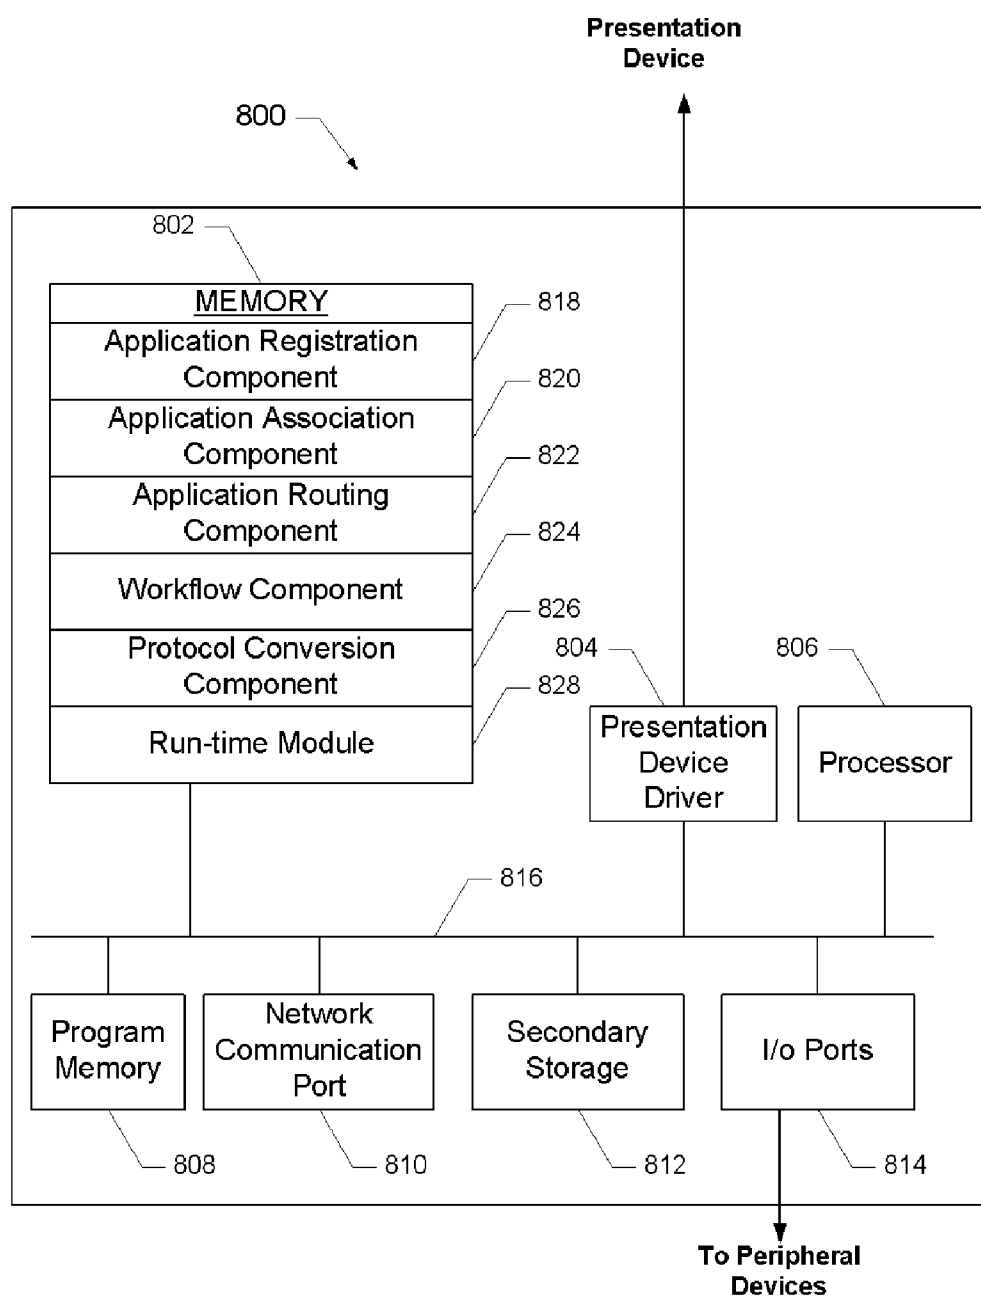 Presentation
Device
800
802
MEMORY
818
Application Registration
Component
820
Application Association
Component
822
Application Routing
Component
824
Workflow Component
826
Protocol Conversion
Component
828
Run-time Module
804
806
Presentation
Device
Driver
Processor
816
Program
Memory
Network
Communication
Port
Secondary
Storage
I/o Ports
808
810
812
814
To Peripheral
Devices